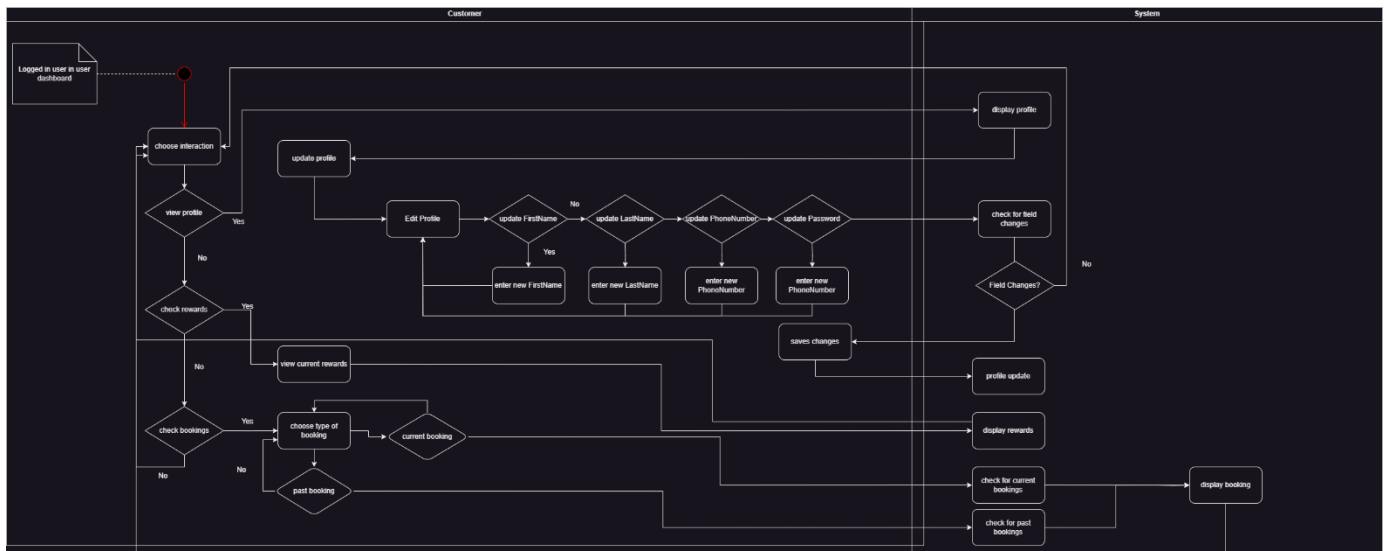 Customer
System
Logged in user in user
dashboard
display profile
choose interaction
update profile
view profile
Yes
No
Edit Profile
update FirstName
No
update LastName
update PhoneNumber
update Password
check for field
changes
Yes
No
enter new FirstName
enter new LastName
enter new
PhoneNumber
enter new
PhoneNumber
Field Changes?
check rewards
Yes
saves changes
No
view current rewards
profile update
check bookings
Yes
choose type of
booking
current booking
display rewards
No
No
past booking
check for current
bookings
display booking
check for past
bookings